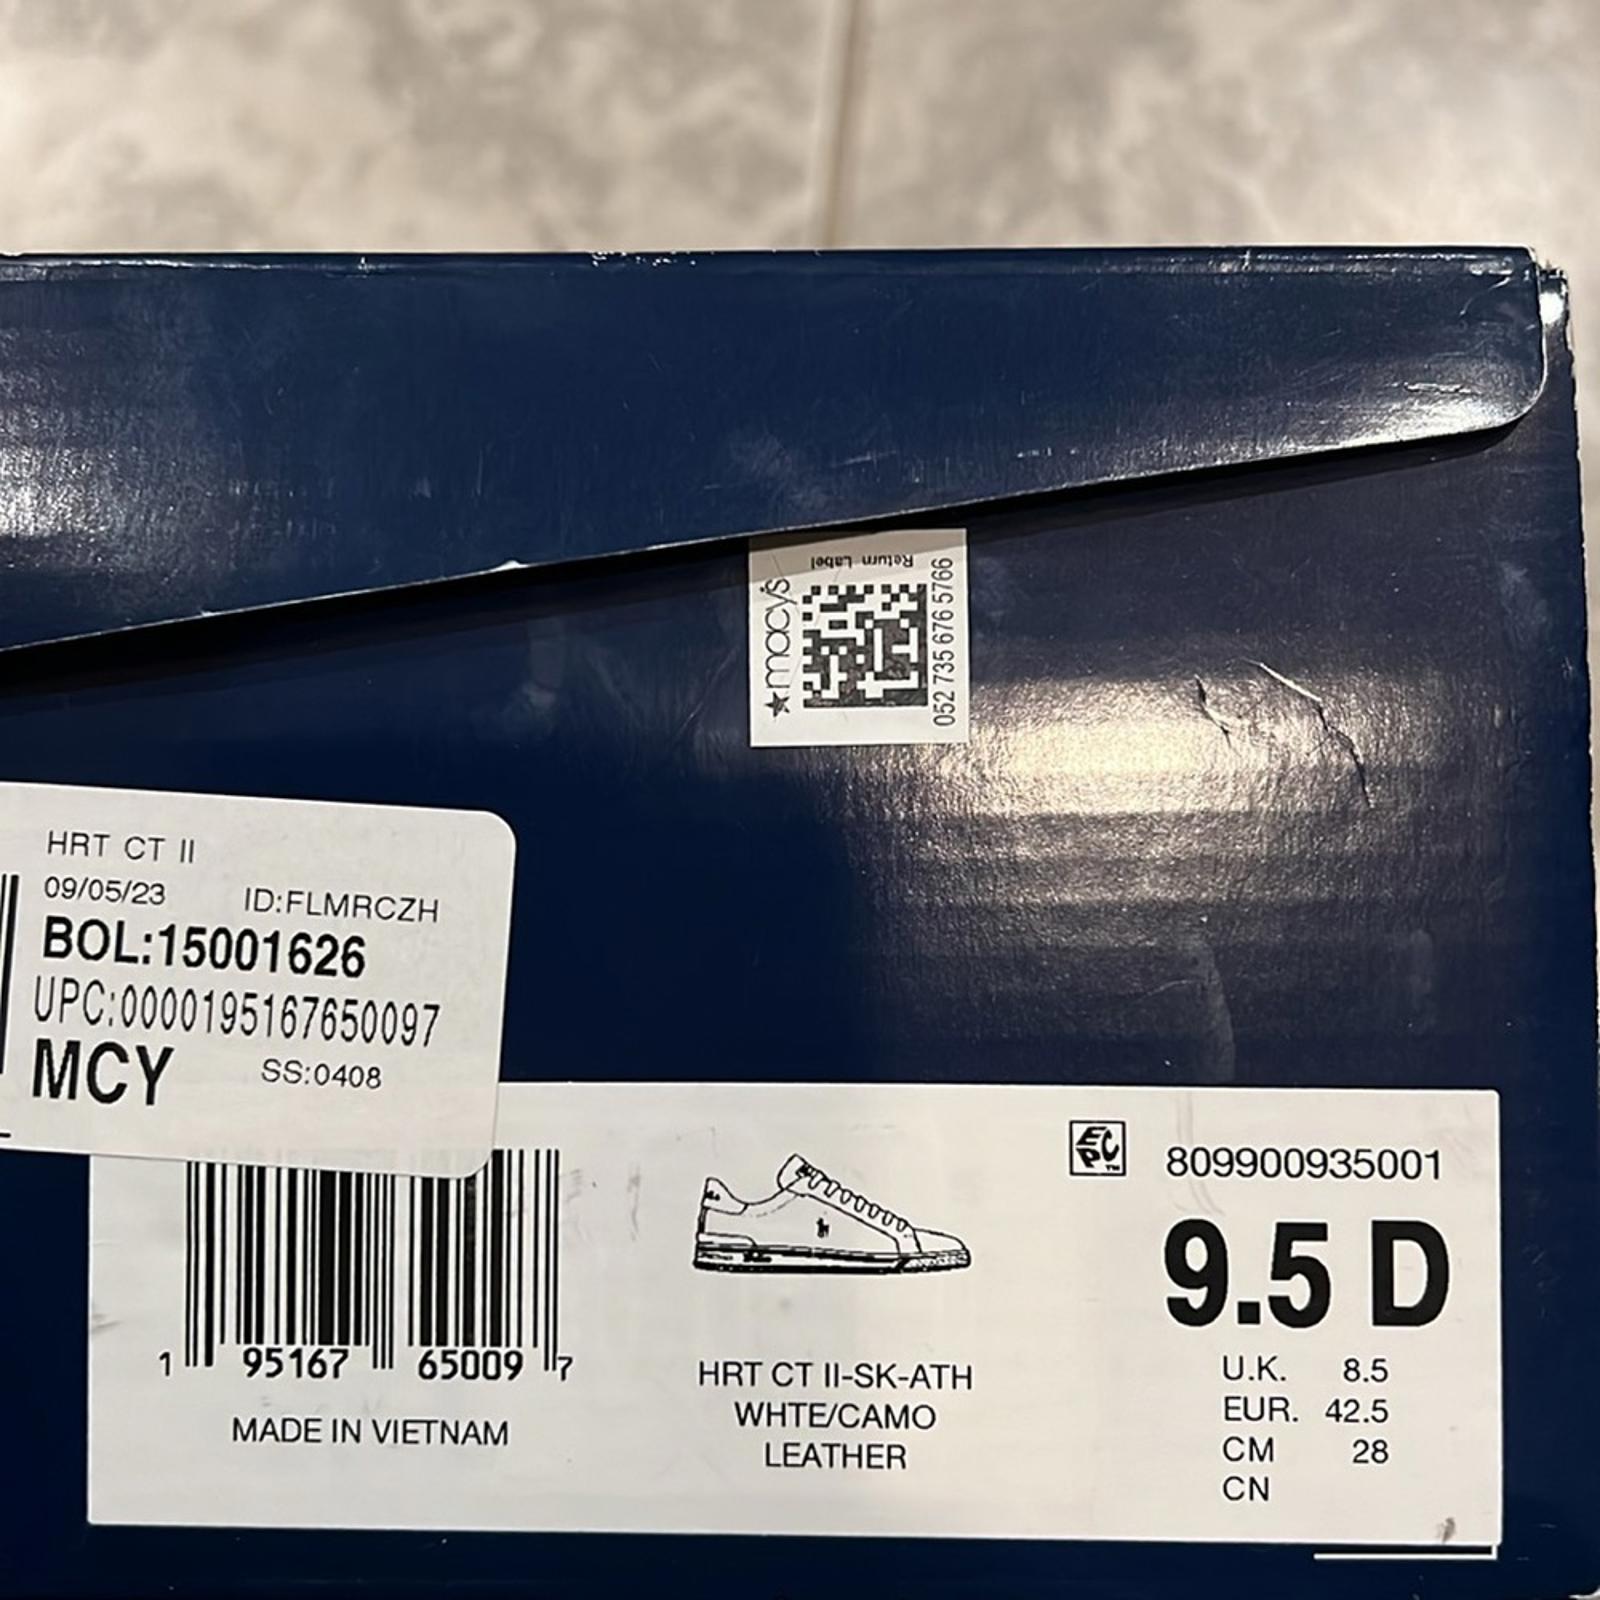 Return Label
★macy's
052 735 676 5766
HRT CT II
09/05/23 ID:FLMRCZH
BOL:15001626
UPC:0000195167650097
MCY SS:0408
1 95167 65009 7
MADE IN VIETNAM
HRT CT II-SK-ATH
WHTE/CAMO
LEATHER
EPC™
809900935001
9.5 D
U.K. 8.5
EUR. 42.5
CM 28
CN